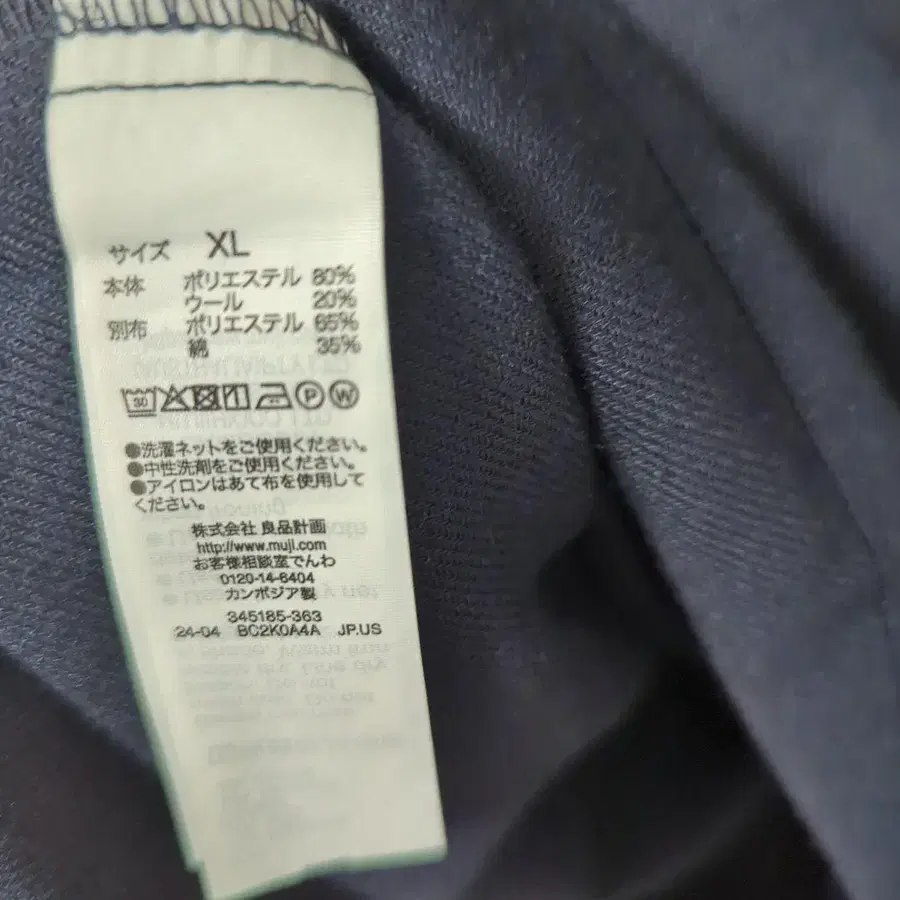 サイズ XL
本体 ポリエステル 80%
ウール 20%
別布 ポリエステル 65%
綿 35%
30 P W
●洗濯ネットをご使用ください。
●中性洗剤をご使用ください。
●アイロンはあて布を使用して
ください。
株式会社 良品計画
http://www.muji.com
お客様相談室でんわ
0120-14-6404
カンボジア製
345185-363
24-04 BC2K0A4A JP.US